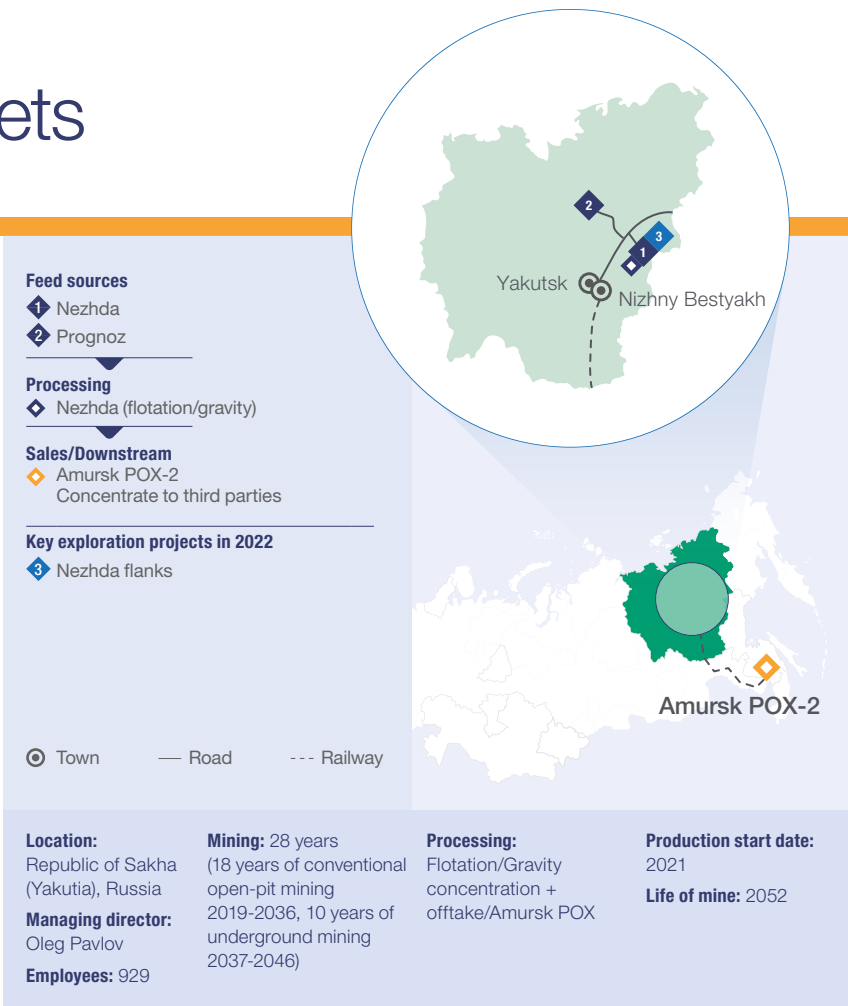 ets
2
3
1
Yakutsk
Nizhny Bestyakh
Feed sources
1 Nezhda
2 Prognoz
Processing
Nezhda (flotation/gravity)
Sales/Downstream
Amursk POX-2
Concentrate to third parties
Key exploration projects in 2022
3 Nezhda flanks
Amursk POX-2
Town
Road
Railway
Location:
Republic of Sakha
(Yakutia), Russia
Managing director:
Oleg Pavlov
Employees: 929
Mining: 28 years
(18 years of conventional
open-pit mining
2019-2036, 10 years of
underground mining
2037-2046)
Processing:
Flotation/Gravity
concentration +
offtake/Amursk POX
Production start date:
2021
Life of mine: 2052